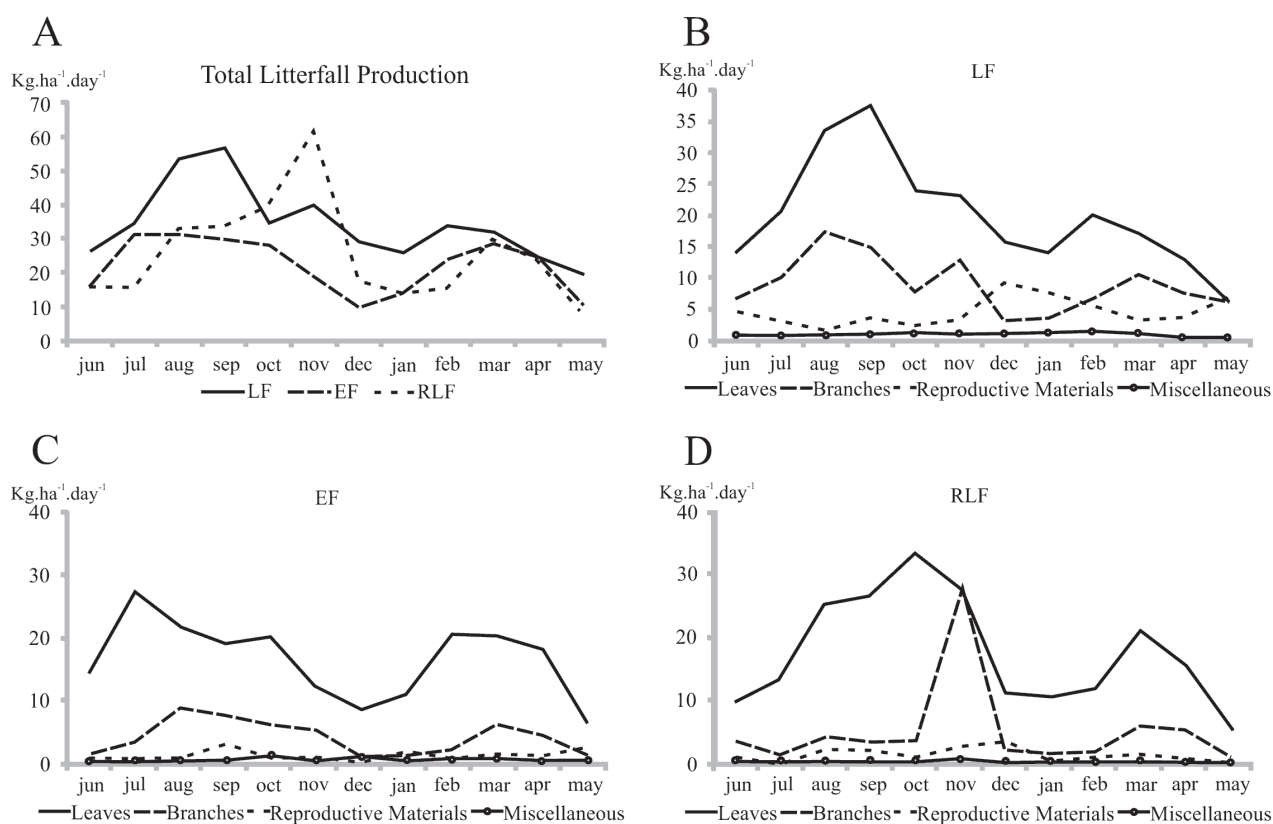 A
Kg.ha⁻¹.day⁻¹
Total Litterfall Production
70
60
50
40
30
20
10
0
jun jul aug sep oct nov dec jan feb mar apr may
LF EF RLF
B
Kg.ha⁻¹.day⁻¹
LF
40
35
30
25
20
15
10
5
0
jun jul aug sep oct nov dec jan feb mar apr may
Leaves Branches Reproductive Materials Miscellaneous
C
Kg.ha⁻¹.day⁻¹
EF
40
30
20
10
0
jun jul aug sep oct nov dec jan feb mar apr may
Leaves Branches Reproductive Materials Miscellaneous
D
Kg.ha⁻¹.day⁻¹
RLF
40
30
20
10
0
jun jul aug sep oct nov dec jan feb mar apr may
Leaves Branches Reproductive Materials Miscellaneous